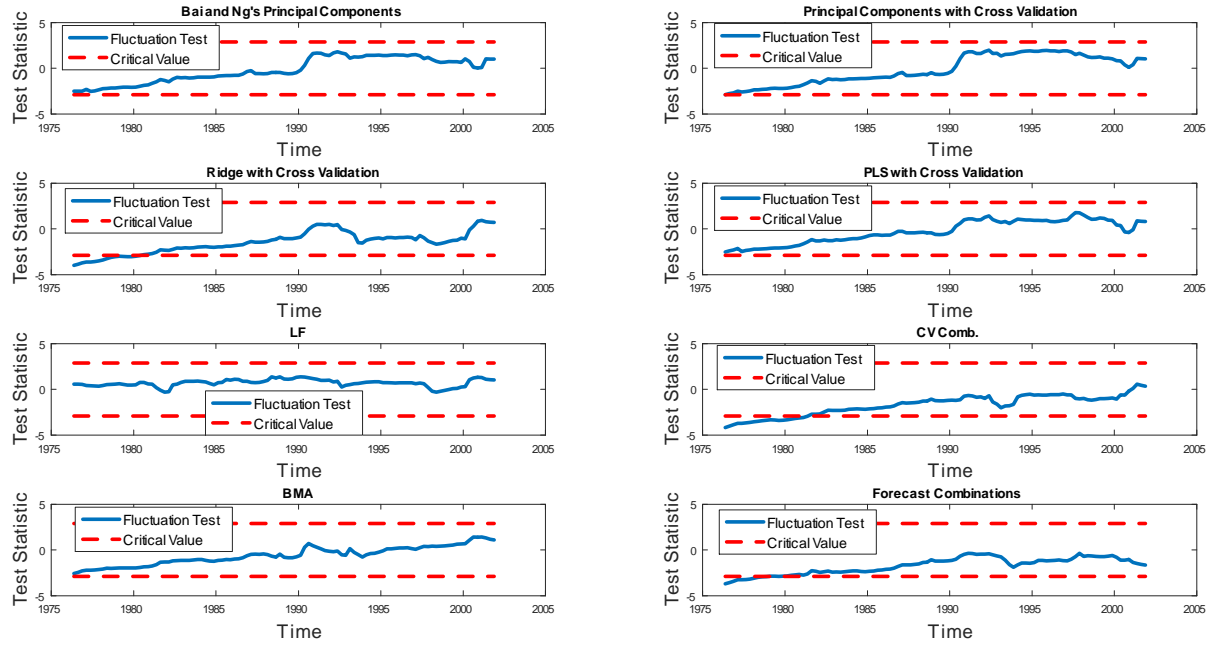 Bai and Ng's Principal Components
Test Statistic
5
0
-5
Fluctuation Test
Critical Value
1975 1980 1985 1990 1995 2000 2005
Time
Principal Components with Cross Validation
Test Statistic
5
0
-5
Fluctuation Test
Critical Value
1975 1980 1985 1990 1995 2000 2005
Time
Ridge with Cross Validation
Test Statistic
5
0
-5
Fluctuation Test
Critical Value
1975 1980 1985 1990 1995 2000 2005
Time
PLS with Cross Validation
Test Statistic
5
0
-5
Fluctuation Test
Critical Value
1975 1980 1985 1990 1995 2000 2005
Time
LF
Test Statistic
5
0
-5
Fluctuation Test
Critical Value
1975 1980 1985 1990 1995 2000 2005
Time
CV Comb.
Test Statistic
5
0
-5
Fluctuation Test
Critical Value
1975 1980 1985 1990 1995 2000 2005
Time
BMA
Test Statistic
5
0
-5
Fluctuation Test
Critical Value
1975 1980 1985 1990 1995 2000 2005
Time
Forecast Combinations
Test Statistic
5
0
-5
Fluctuation Test
Critical Value
1975 1980 1985 1990 1995 2000 2005
Time